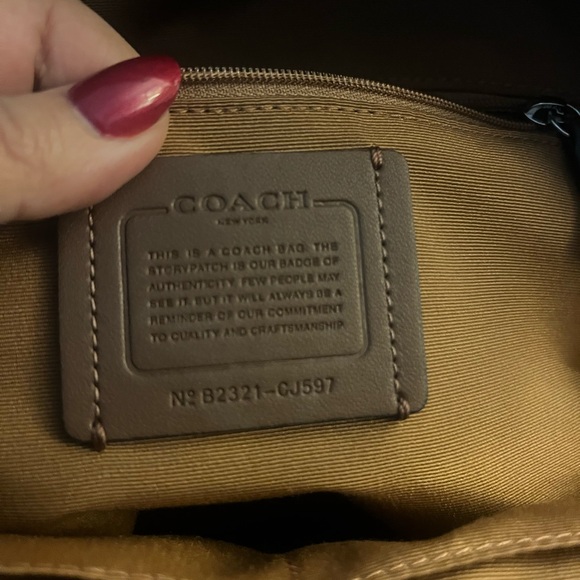 COACH
NEW YORK
THIS IS A COACH BAG. THE
STORYPATCH IS OUR BADGE OF
AUTHENTICITY. FEW PEOPLE MAY
SEE IT, BUT IT WILL ALWAYS BE A
REMINDER OF OUR COMMITMENT
TO QUALITY AND CRAFTSMANSHIP.
Nº B2321-CJ597